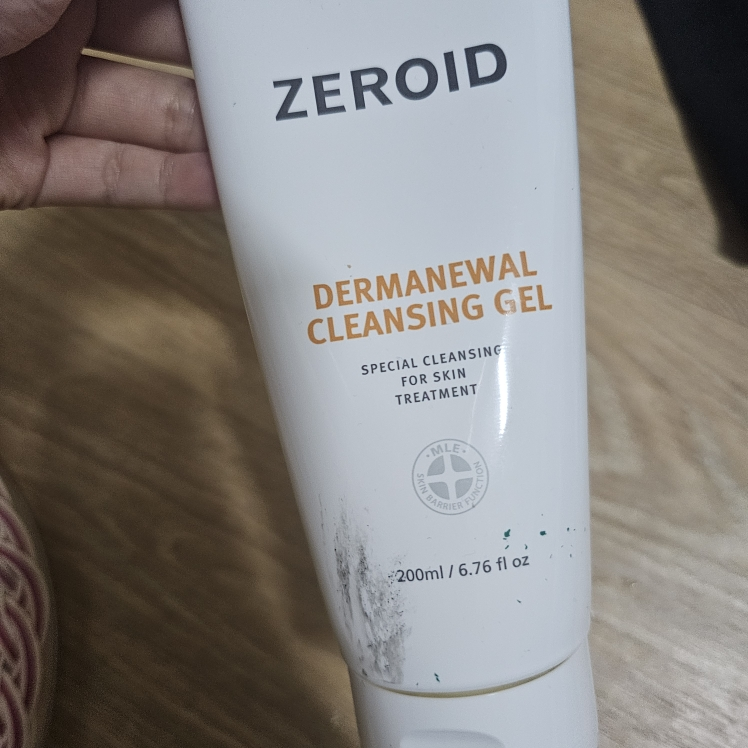 ZEROID
DERMANEWAL
CLEANSING GEL
SPECIAL CLEANSING
FOR SKIN
TREATMENT
·MLE·
SKIN BARRIER FUNCTION
200ml / 6.76 fl oz